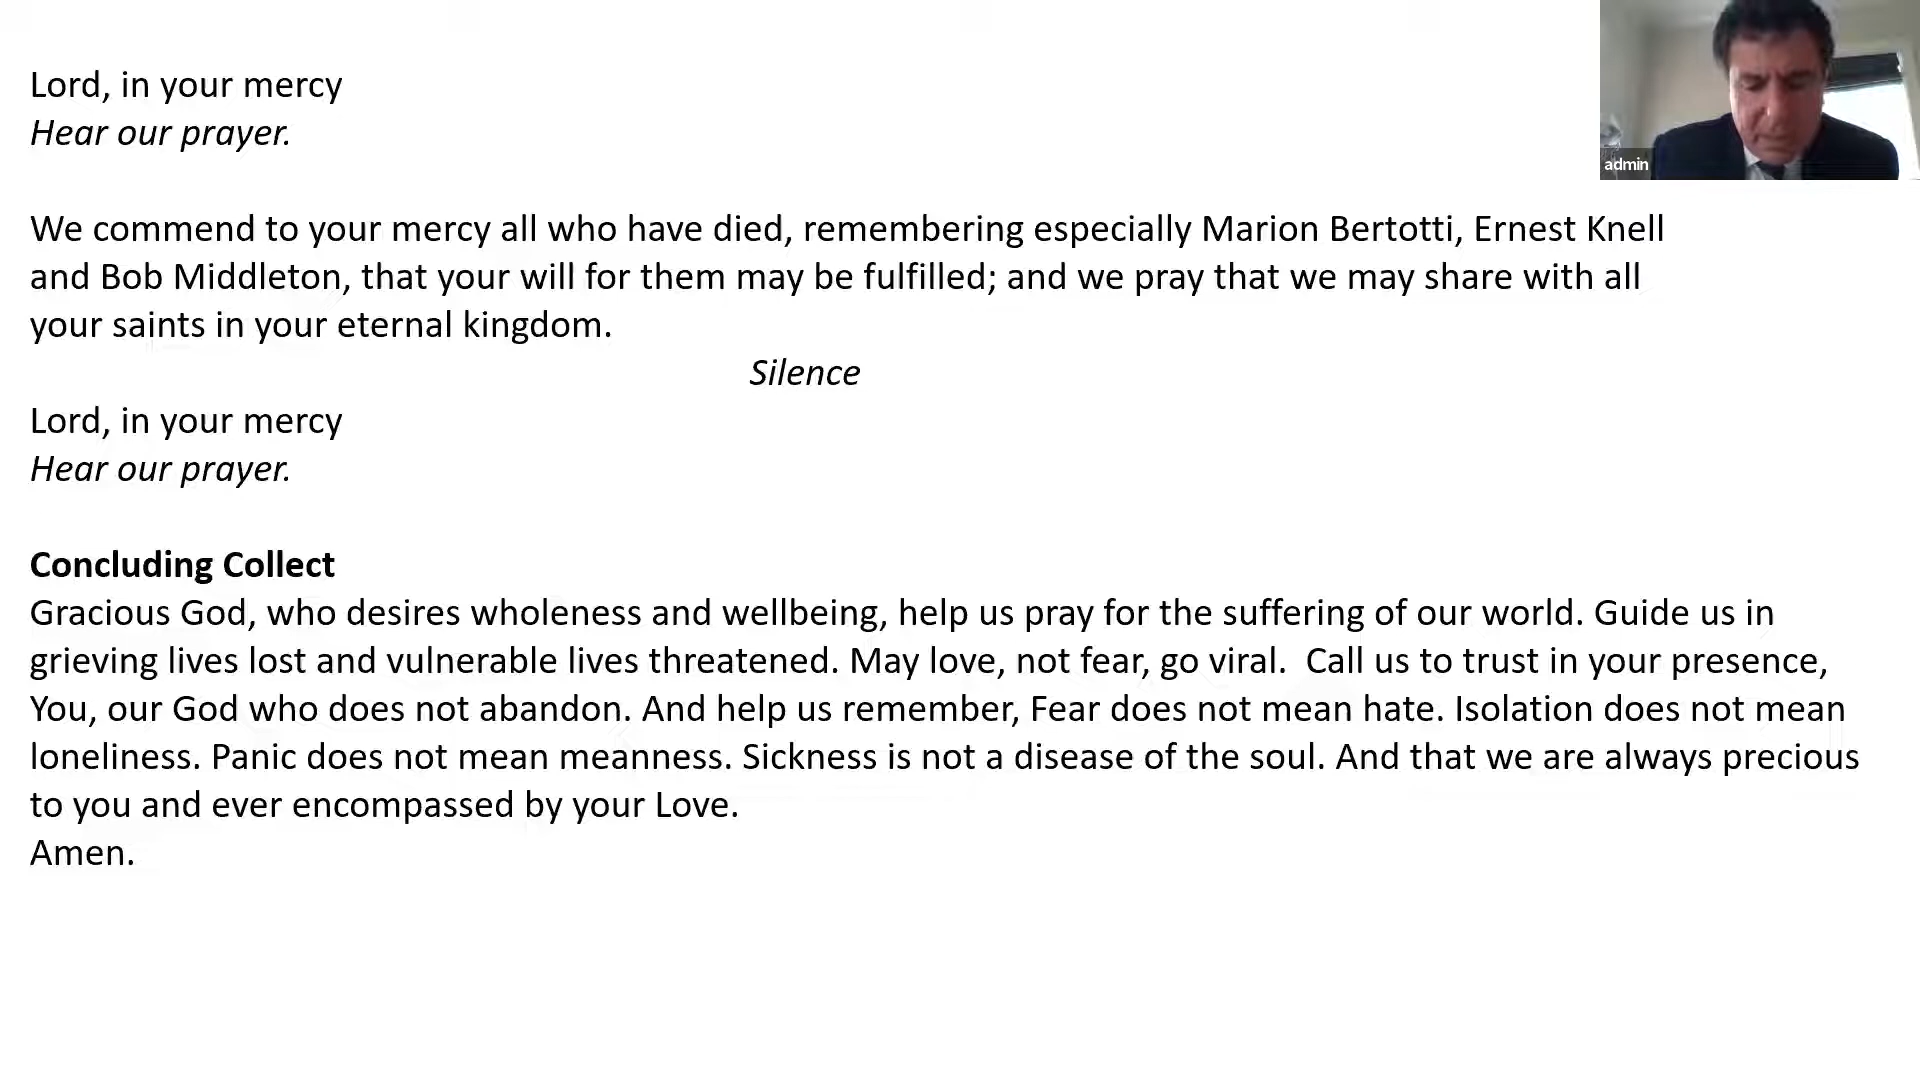 Lord, in your mercy
Hear our prayer.
admin
We commend to your mercy all who have died, remembering especially Marion Bertotti, Ernest Knell
and Bob Middleton, that your will for them may be fulfilled; and we pray that we may share with all
your saints in your eternal kingdom.
Silence
Lord, in your mercy
Hear our prayer.
Concluding Collect
Gracious God, who desires wholeness and wellbeing, help us pray for the suffering of our world. Guide us in
grieving lives lost and vulnerable lives threatened. May love, not fear, go viral.  Call us to trust in your presence,
You, our God who does not abandon. And help us remember, Fear does not mean hate. Isolation does not mean
loneliness. Panic does not mean meanness. Sickness is not a disease of the soul. And that we are always precious
to you and ever encompassed by your Love.
Amen.